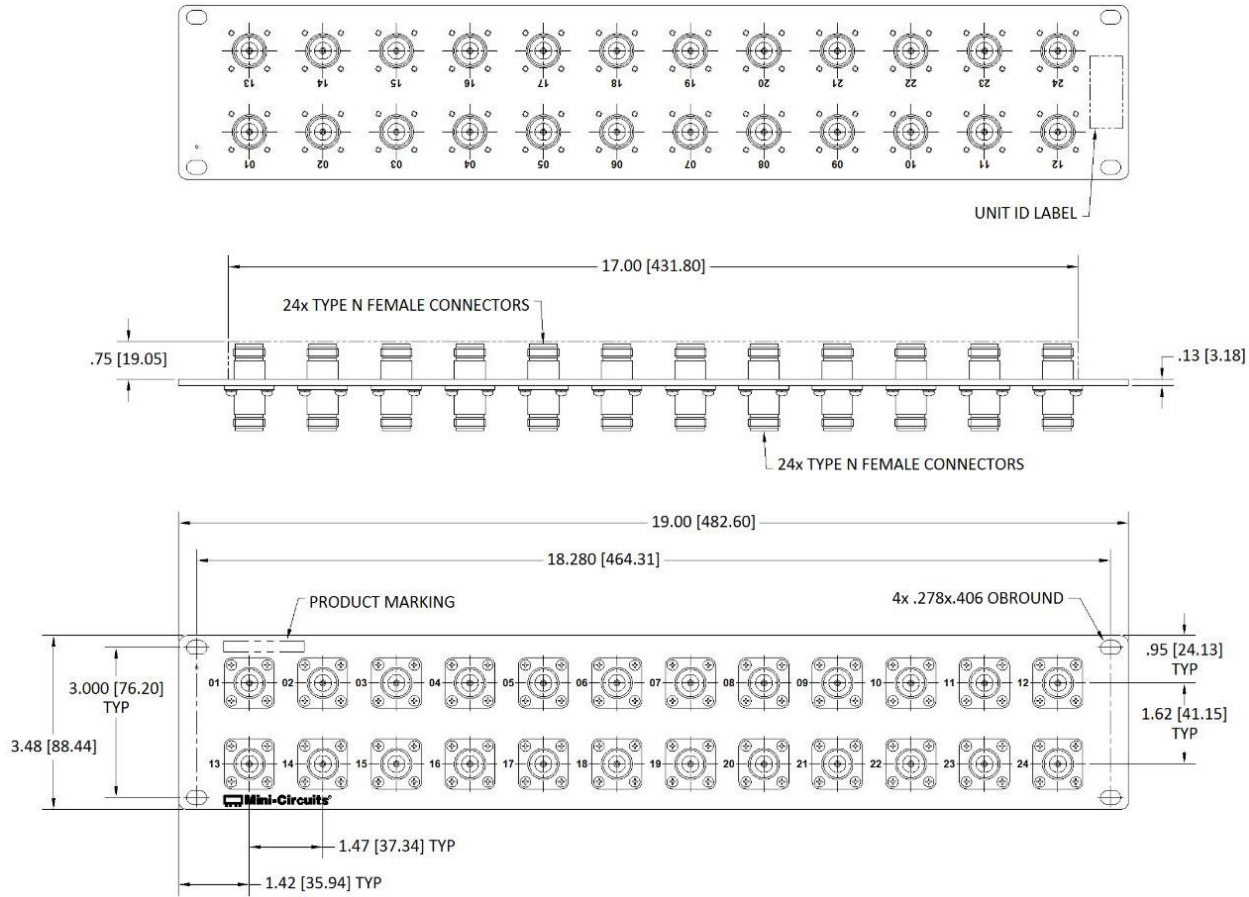 13 14 15 16 17 18 19 20 21 22 23 24
01 02 03 04 05 06 07 08 09 10 11 12
UNIT ID LABEL
17.00 [431.80]
24x TYPE N FEMALE CONNECTORS
.75 [19.05]
.13 [3.18]
24x TYPE N FEMALE CONNECTORS
19.00 [482.60]
18.280 [464.31]
PRODUCT MARKING
4x .278x.406 OBROUND
.95 [24.13]
TYP
01 02 03 04 05 06 07 08 09 10 11 12
3.000 [76.20]
TYP
1.62 [41.15]
TYP
3.48 [88.44]
13 14 15 16 17 18 19 20 21 22 23 24
Mini-Circuits®
1.47 [37.34] TYP
1.42 [35.94] TYP